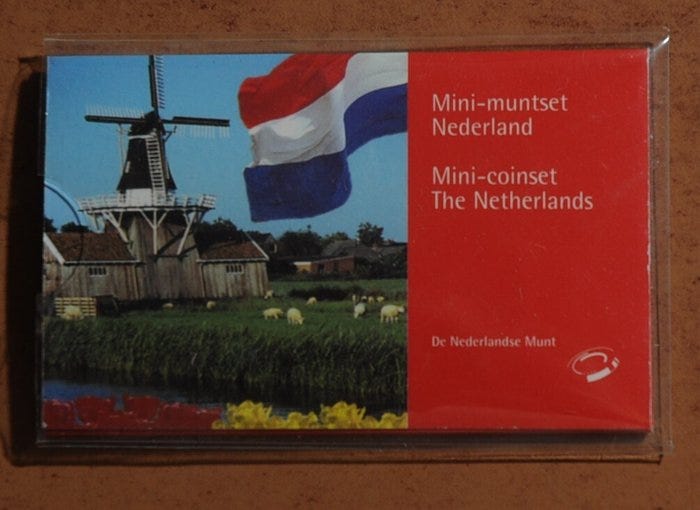 Mini-muntset
Nederland
Mini-coinset
The Netherlands
De Nederlandse Munt